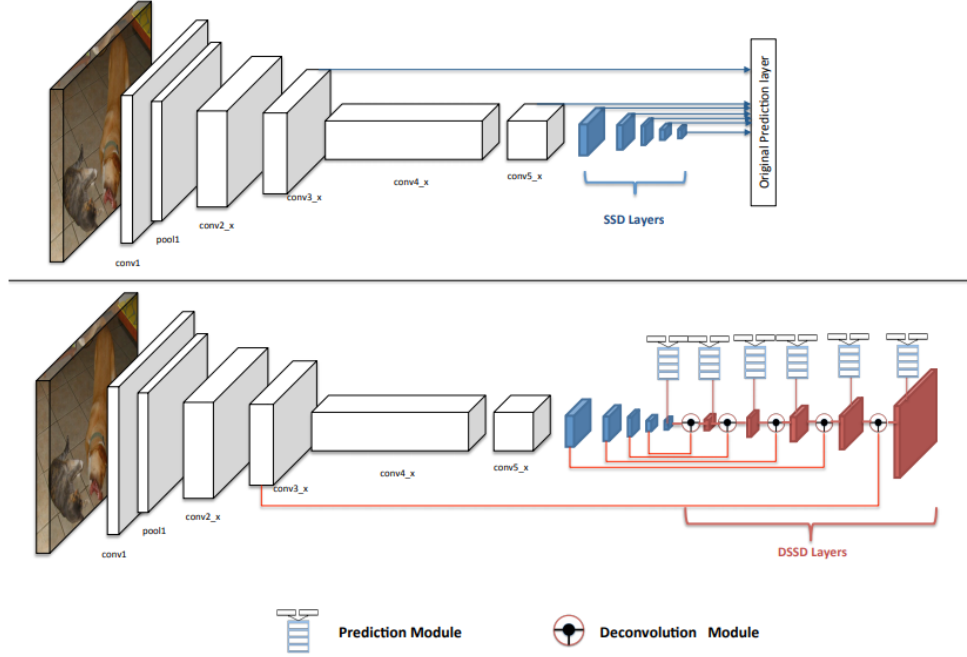 Original Prediction layer
conv4_x
conv5_x
conv3_x
conv2_x
pool1
conv1
SSD Layers
conv4_x
conv5_x
conv3_x
conv2_x
pool1
conv1
DSSD Layers
Prediction Module
Deconvolution Module